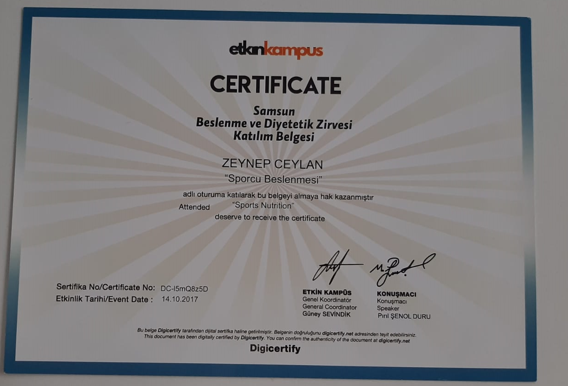 etkinkampus
CERTIFICATE
Samsun
Beslenme ve Diyetetik Zirvesi
Katılım Belgesi
ZEYNEP CEYLAN
"Sporcu Beslenmesi"
adlı oturuma katılarak bu belgeyi almaya hak kazanmıştır
Attended "Sports Nutrition"
deserve to receive the certificate
Sertifika No/Certificate No: DC-I5mQ8z5D
Etkinlik Tarihi/Event Date : 14.10.2017
ETKİN KAMPÜS
Genel Koordinatör
General Coordinator
Güney SEVİNDİK
KONUŞMACI
Konuşmacı
Speaker
Pırıl ŞENOL DURU
Bu belge Digicertify tarafından dijital sertifika haline getirilmiştir. Belgenin doğruluğunu digicertify.net adresinden teyit edebilirsiniz.
This document has been digitally certified by Digicertify. You can confirm the authenticity of the document at digicertify.net
Digicertify